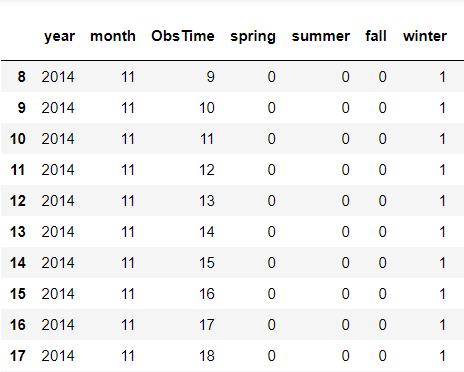 year month ObsTime spring summer fall winter
8 2014 11 9 0 0 0 1
9 2014 11 10 0 0 0 1
10 2014 11 11 0 0 0 1
11 2014 11 12 0 0 0 1
12 2014 11 13 0 0 0 1
13 2014 11 14 0 0 0 1
14 2014 11 15 0 0 0 1
15 2014 11 16 0 0 0 1
16 2014 11 17 0 0 0 1
17 2014 11 18 0 0 0 1